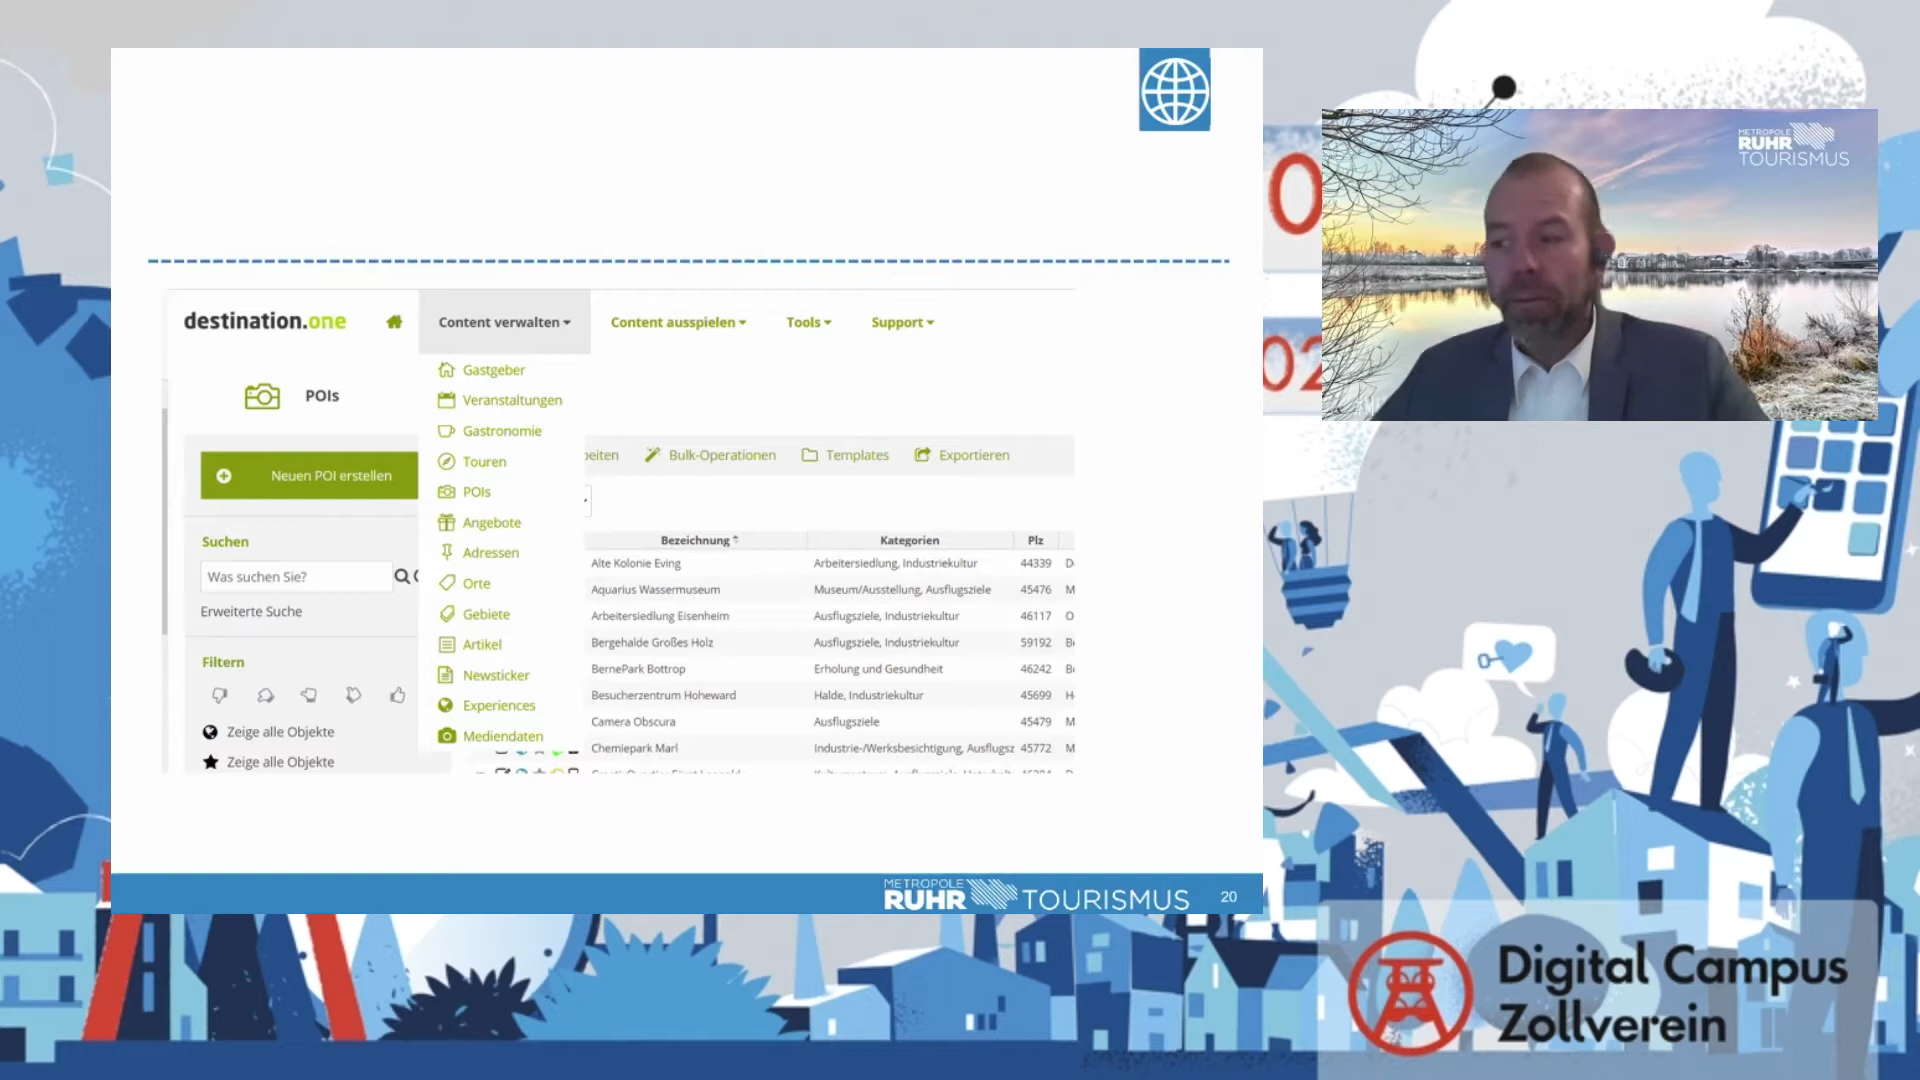 destination.one
Content verwalten
Content ausspielen
Tools
Support
POIs
Gastgeber
Veranstaltungen
Gastronomie
Touren
POIs
Angebote
Adressen
Orte
Gebiete
Artikel
Newsticker
Experiences
Mediendaten
Neuen POI erstellen
Bulk-Operationen
Templates
Exportieren
Suchen
Was suchen Sie?
Erweiterte Suche
Filtern
Zeige alle Objekte
Zeige alle Objekte
Bezeichnung Kategorien Plz
Alte Kolonie Eving Arbeitersiedlung, Industriekultur 44339 D
Aquarius Wassermuseum Museum/Ausstellung, Ausflugsziele 45476 M
Arbeitersiedlung Eisenheim Ausflugsziele, Industriekultur 46117 O
Bergehalde Großes Holz Ausflugsziele, Industriekultur 59192 Be
BernePark Bottrop Erholung und Gesundheit 46242 B
Besucherzentrum Hoheward Halde, Industriekultur 45699 H
Camera Obscura Ausflugsziele 45479 M
Chemiepark Marl Industrie-/Werksbesichtigung, Ausflugsz 45772 M
METROPOLE
RUHR TOURISMUS
20
METROPOLE
RUHR
TOURISMUS
Digital Campus
Zollverein